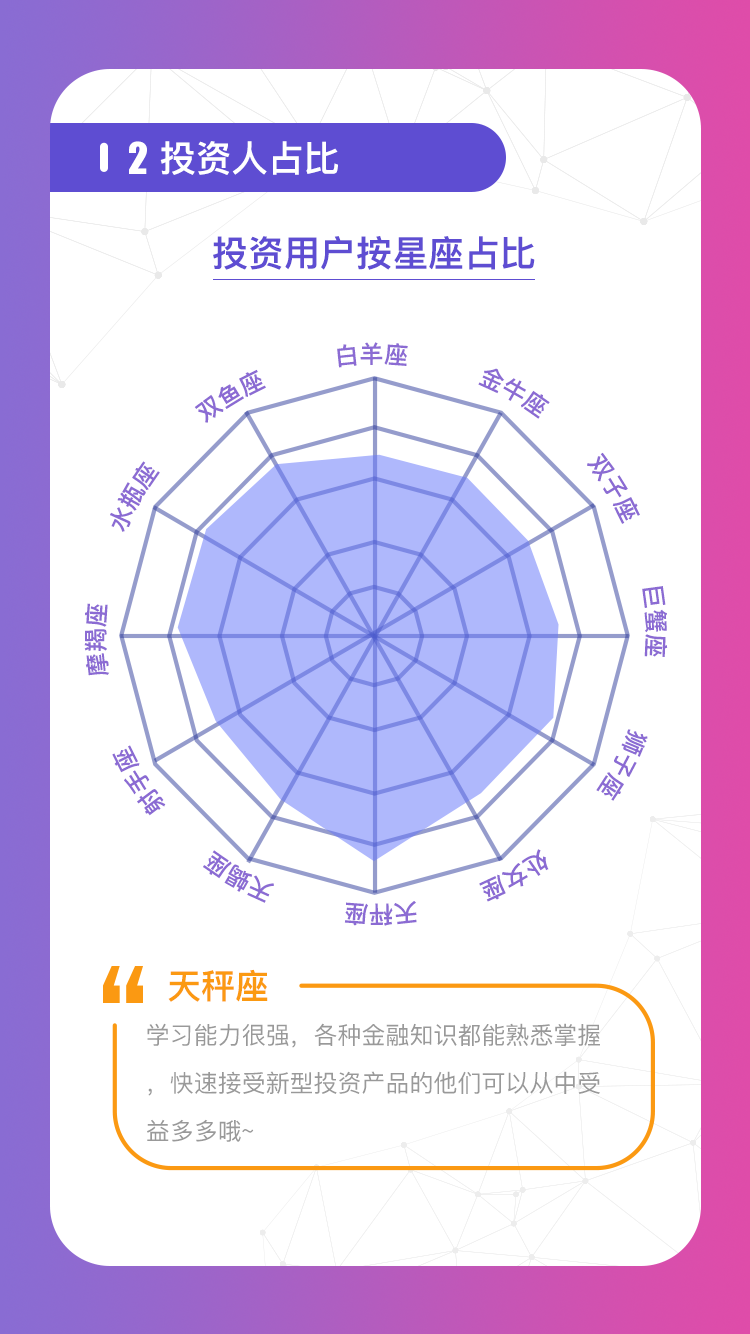 12 投资人占比
投资用户按星座占比
白羊座
金牛座
双子座
巨蟹座
狮子座
处女座
天秤座
天蝎座
射手座
摩羯座
水瓶座
双鱼座
“ 天秤座
学习能力很强，各种金融知识都能熟悉掌握
，快速接受新型投资产品的他们可以从中受
益多多哦~